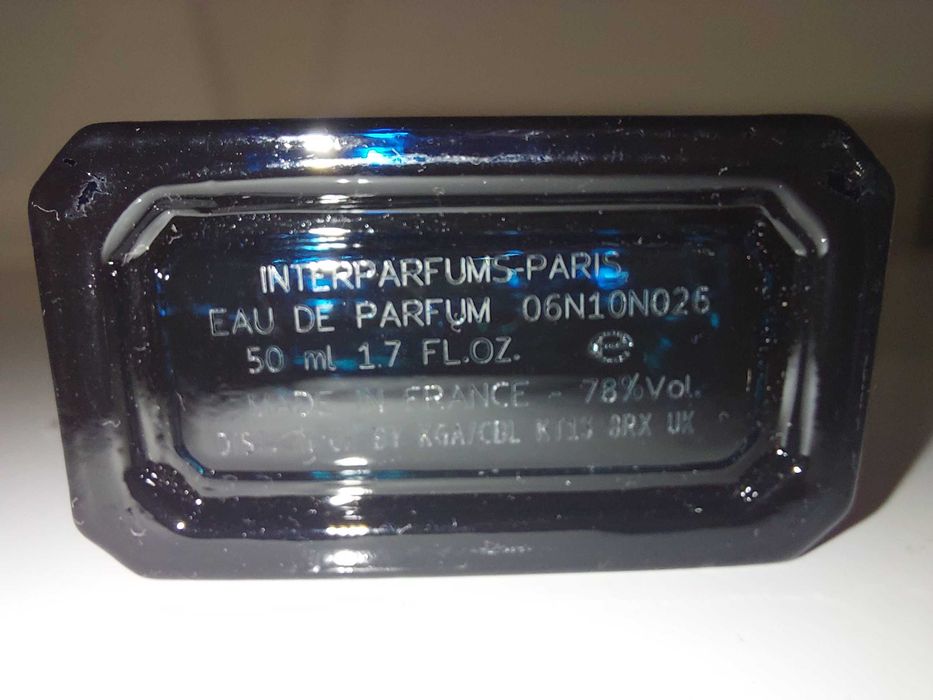 INTERPARFUMS-PARIS
EAU DE PARFUM 06N10N026
50 ml 1.7 FL.OZ.
MADE IN FRANCE - 78%Vol.
BY KGA/CBL KT13 8RX UK